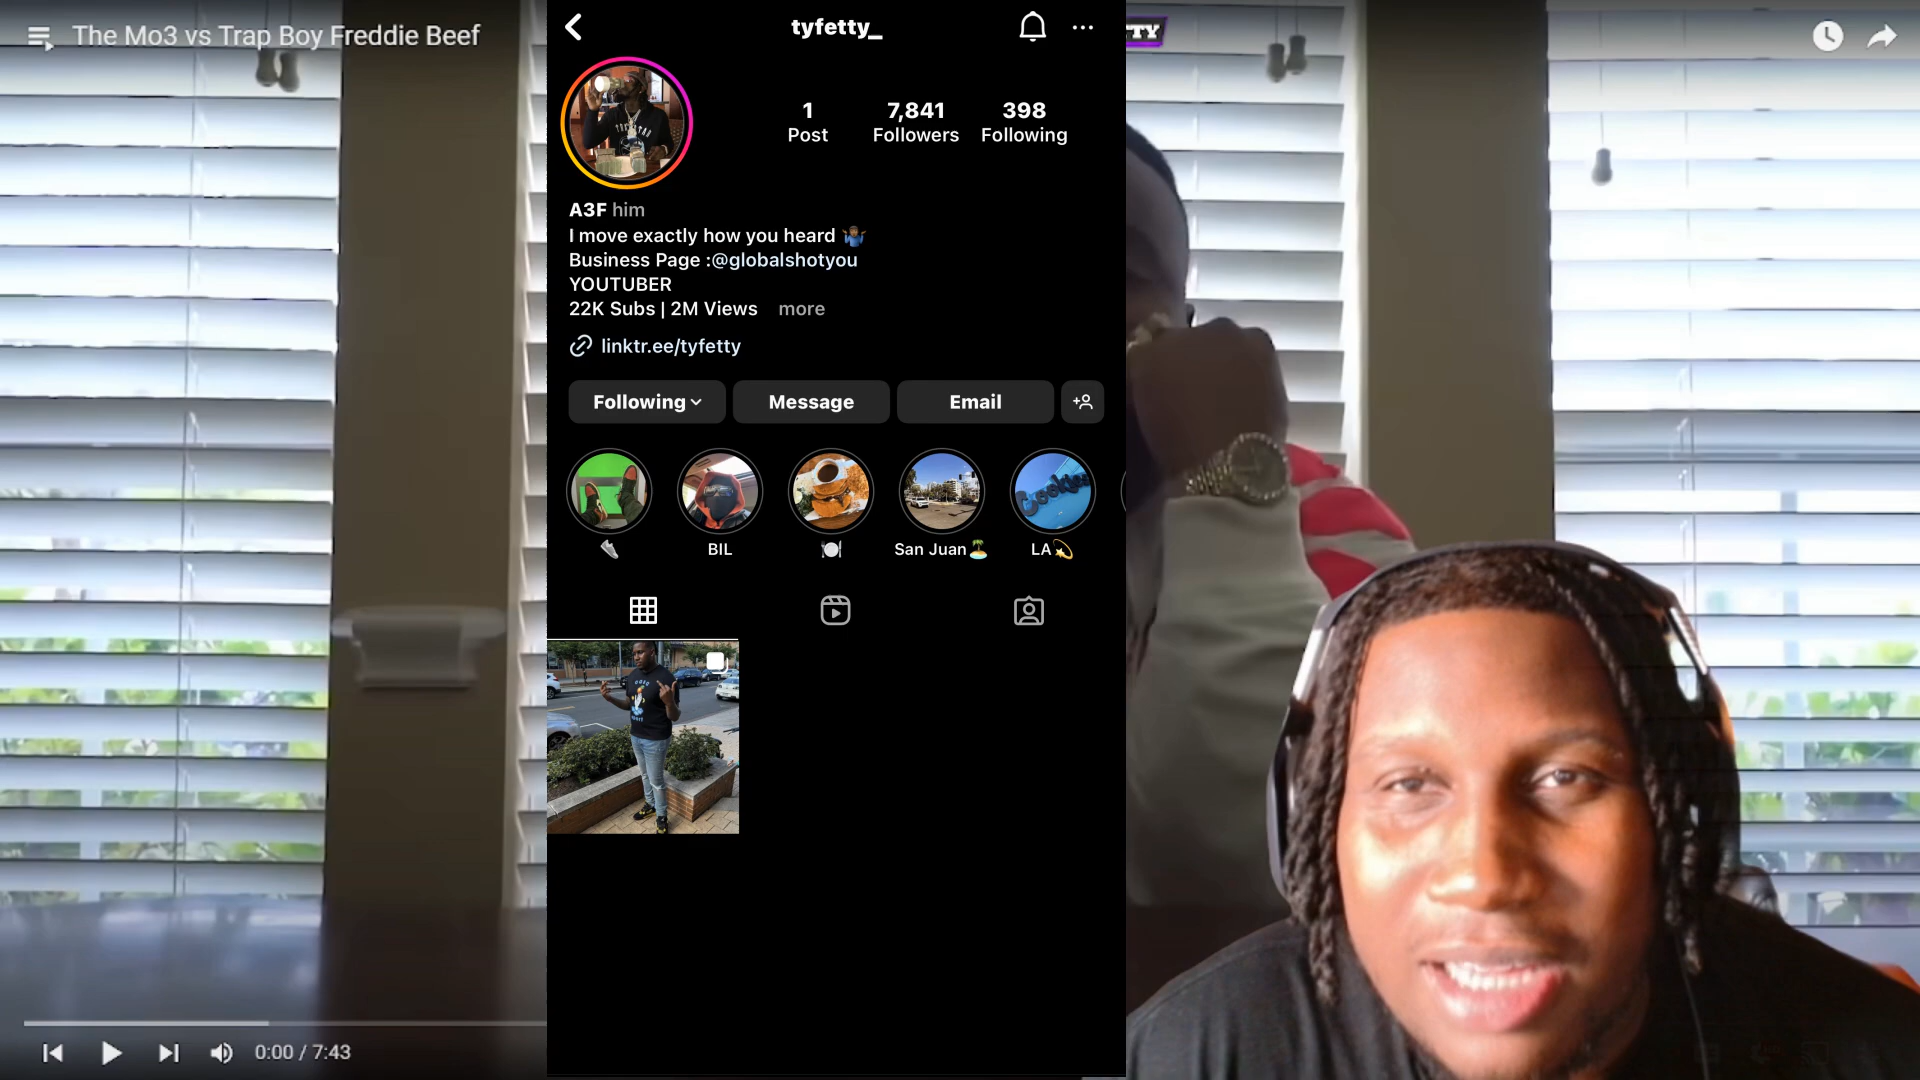 The Mo3 vs Trap Boy Freddie Beef
tyfetty_
TY
1
Post
7,841
Followers
398
Following
A3F him
I move exactly how you heard 🤷🏾‍♂️
Business Page :@globalshotyou
YOUTUBER
22K Subs | 2M Views more
linktr.ee/tyfetty
Following
Message
Email
Cookies
👟
BIL
🍽️
San Juan🏝️
LA💫
0:00 / 7:43